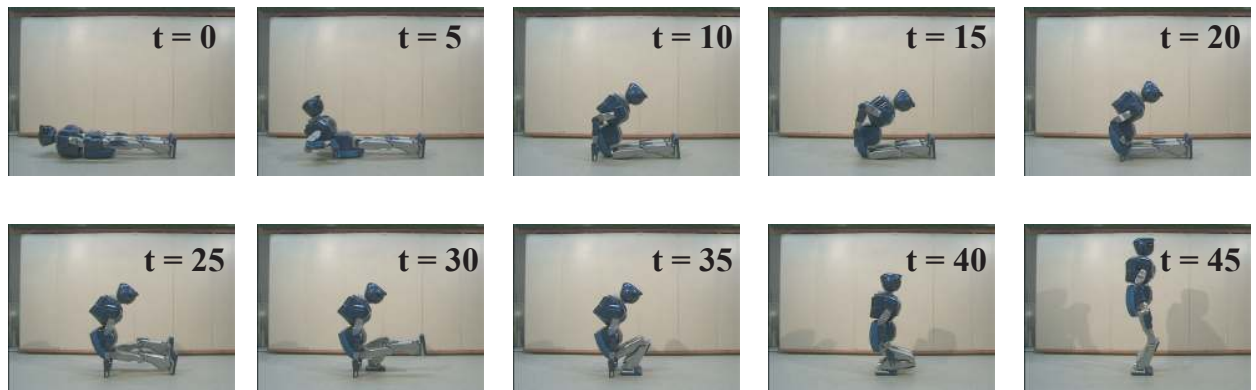 t = 0
t = 5
t = 10
t = 15
t = 20
t = 25
t = 30
t = 35
t = 40
t = 45